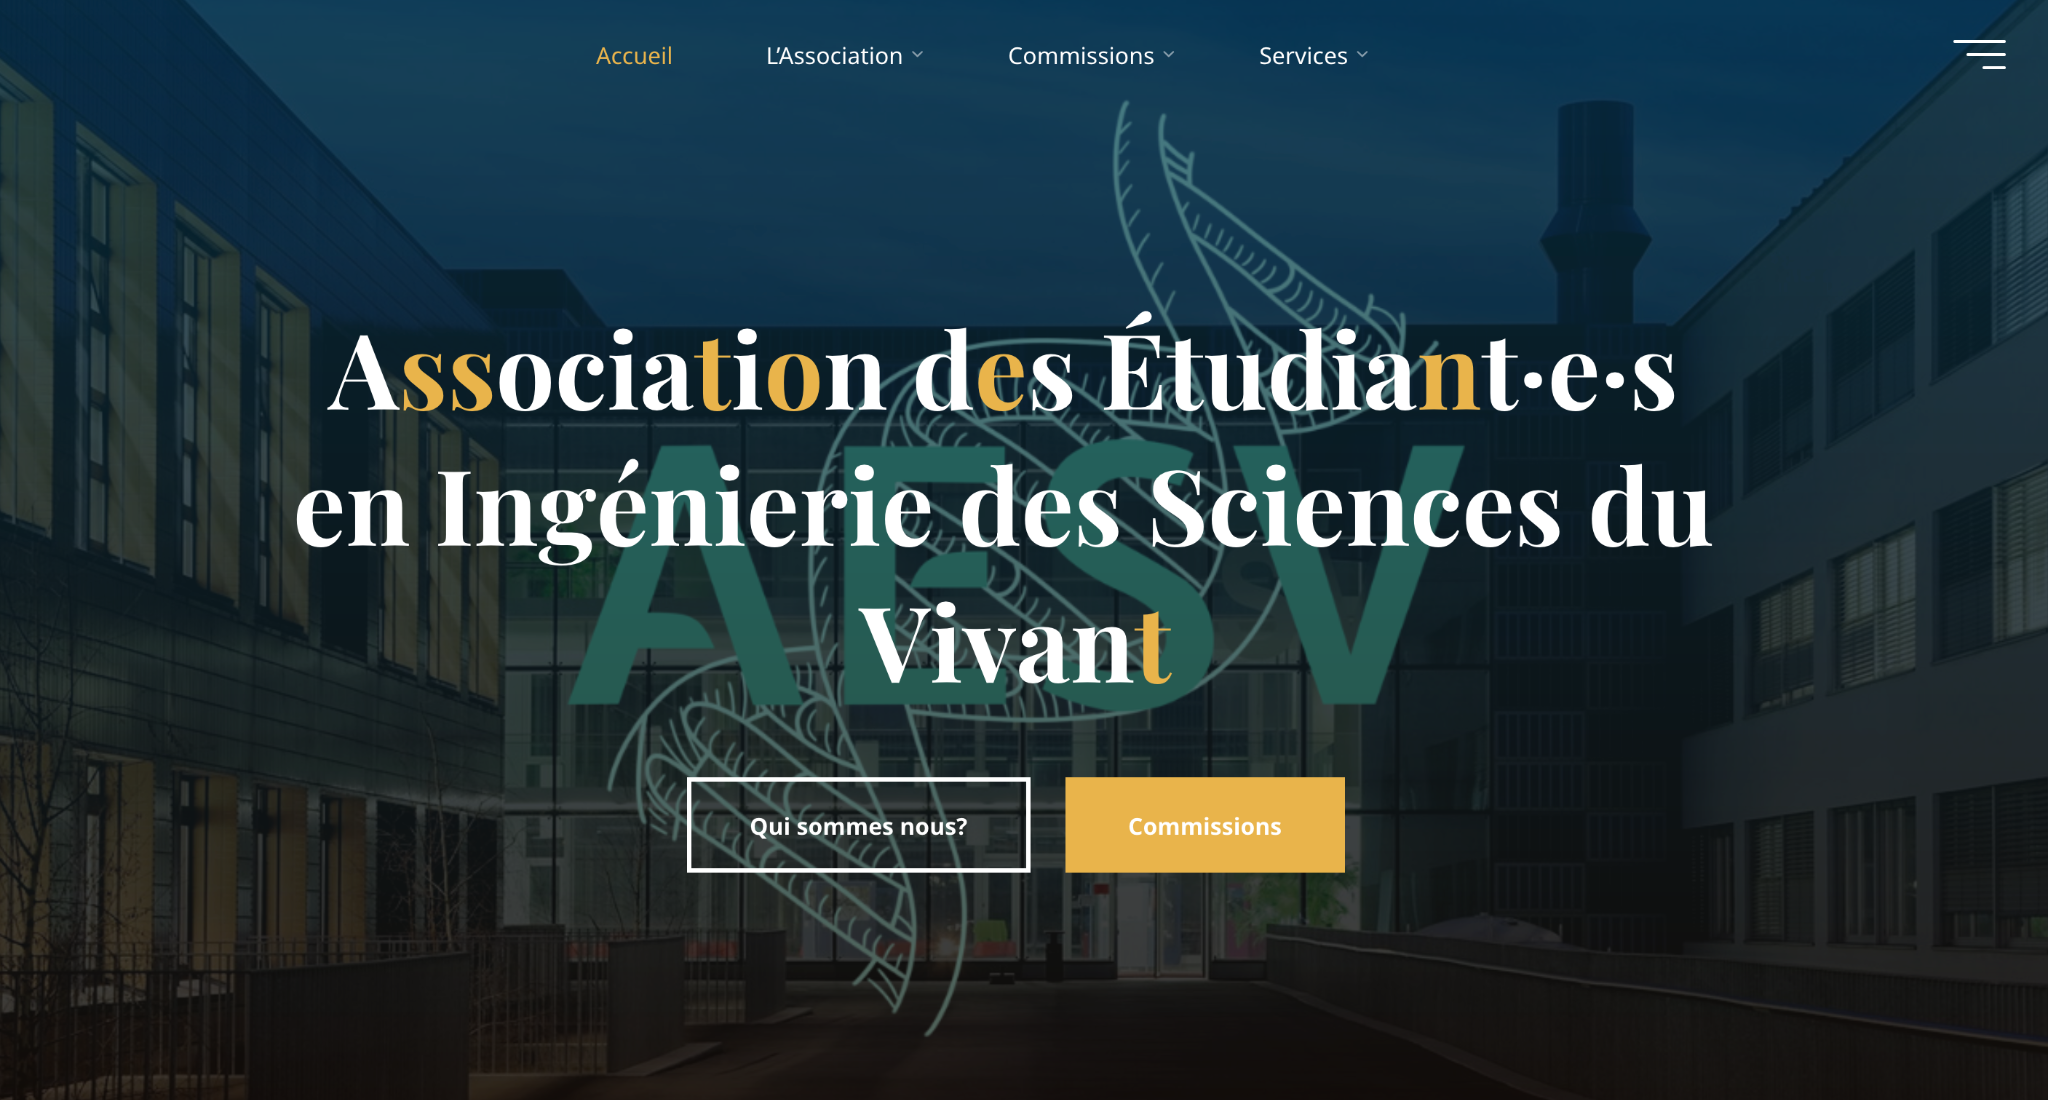 Accueil L'Association Commissions Services
Association des Étudiant·e·s
en Ingénierie des Sciences du
Vivant
AESV
Qui sommes nous? Commissions